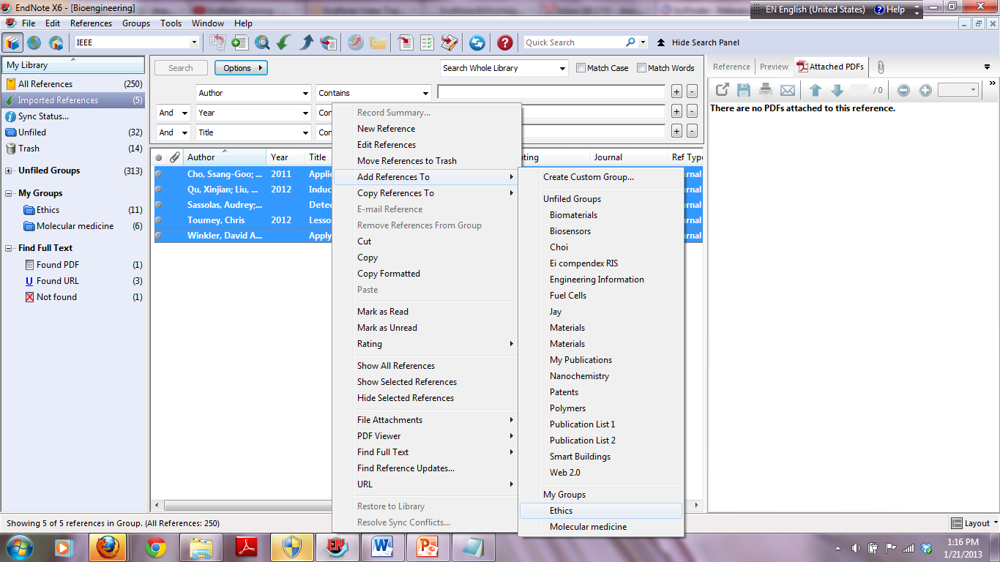 EndNote X6 - [Bioengineering]
EN English (United States) Help
File Edit References Groups Tools Window Help
IEEE Quick Search Hide Search Panel
My Library
All References (250)
Imported References (5)
Sync Status...
Unfiled (32)
Trash (14)
Unfiled Groups (313)
My Groups
Ethics (11)
Molecular medicine (6)
Find Full Text
Found PDF (1)
Found URL (3)
Not found (1)
Search Options Search Whole Library Match Case Match Words
Author Contains + -
And Year Con + -
And Title Con + -
Author Year Title ting Journal Ref Type
Cho, Ssang-Goo; ... 2011 Applic urnal
Qu, Xinjian; Liu, ... 2012 Induc urnal
Sassolas, Audrey;... Detec urnal
Toumey, Chris 2012 Lesso urnal
Winkler, David A... Apply urnal
Record Summary...
New Reference
Edit References
Move References to Trash
Add References To
Copy References To
E-mail Reference
Remove References From Group
Cut
Copy
Copy Formatted
Paste
Mark as Read
Mark as Unread
Rating
Show All References
Show Selected References
Hide Selected References
File Attachments
PDF Viewer
Find Full Text
Find Reference Updates...
URL
Restore to Library
Resolve Sync Conflicts...
Create Custom Group...
Unfiled Groups
Biomaterials
Biosensors
Choi
Ei compendex RIS
Engineering Information
Fuel Cells
Jay
Materials
Materials
My Publications
Nanochemistry
Patents
Polymers
Publication List 1
Publication List 2
Smart Buildings
Web 2.0
My Groups
Ethics
Molecular medicine
Reference Preview Attached PDFs
/ 0
There are no PDFs attached to this reference.
Showing 5 of 5 references in Group. (All References: 250)
Layout
1:16 PM
1/21/2013